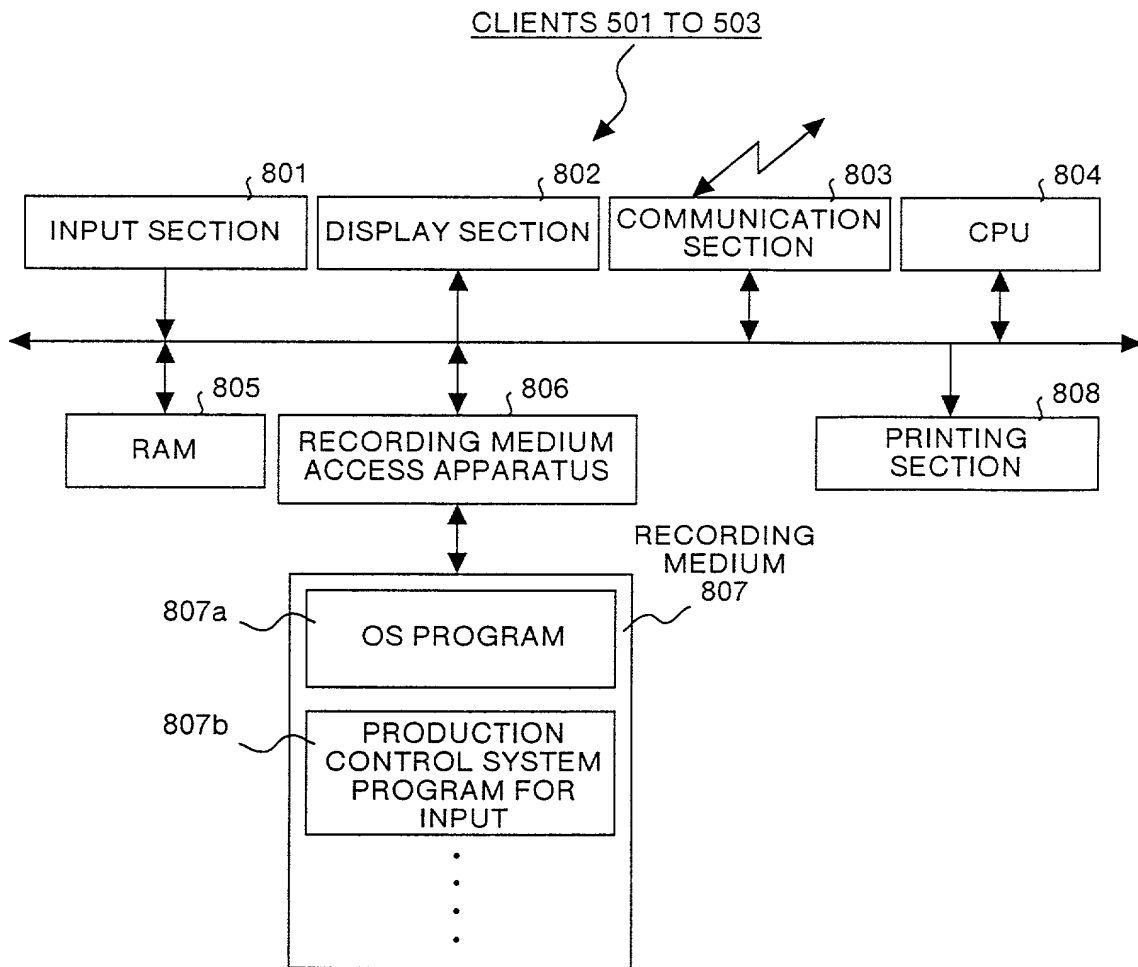 CLIENTS 501 TO 503
801
802
803
804
INPUT SECTION
DISPLAY SECTION
COMMUNICATION
SECTION
CPU
805
806
808
RAM
RECORDING MEDIUM
ACCESS APPARATUS
PRINTING
SECTION
RECORDING
MEDIUM
807
807a
OS PROGRAM
807b
PRODUCTION
CONTROL SYSTEM
PROGRAM FOR
INPUT